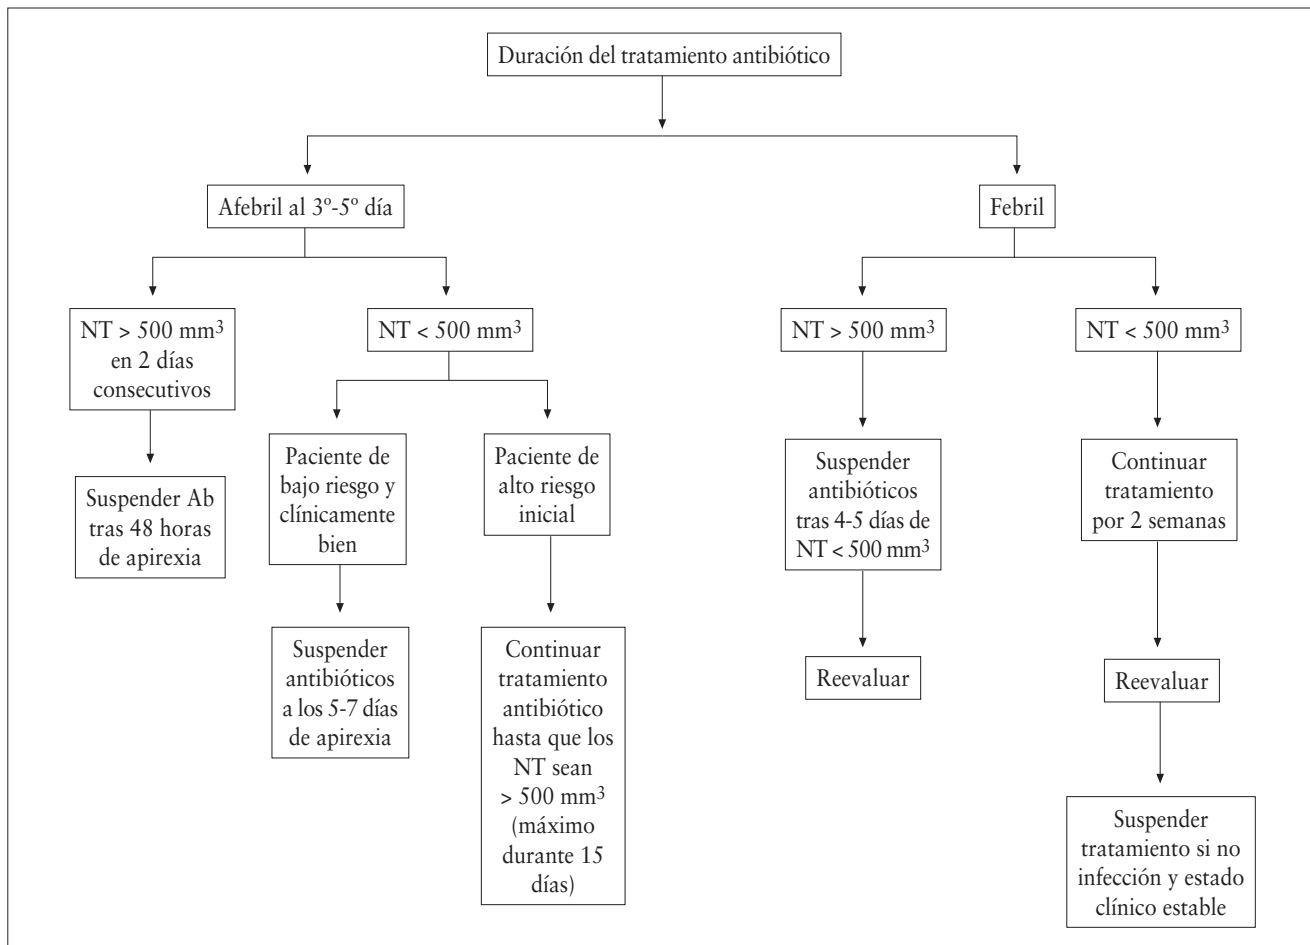 Duración del tratamiento antibiótico
Afebril al 3º-5º día
Febril
NT > 500 mm³
en 2 días
consecutivos
NT < 500 mm³
NT > 500 mm³
NT < 500 mm³
Suspender Ab
tras 48 horas
de apirexia
Paciente de
bajo riesgo y
clínicamente
bien
Paciente de
alto riesgo
inicial
Suspender
antibióticos
tras 4-5 días de
NT < 500 mm³
Continuar
tratamiento
por 2 semanas
Suspender
antibióticos
a los 5-7 días
de apirexia
Continuar
tratamiento
antibiótico
hasta que los
NT sean
> 500 mm³
(máximo
durante 15
días)
Reevaluar
Reevaluar
Suspender
tratamiento si no
infección y estado
clínico estable